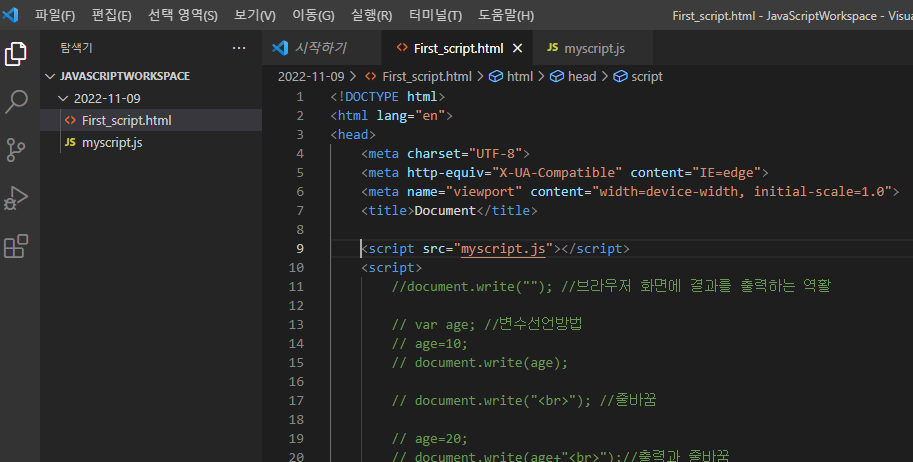 파일(F) 편집(E) 선택 영역(S) 보기(V) 이동(G) 실행(R) 터미널(T) 도움말(H) First_script.html - JavaScriptWorkspace - Visua
탐색기 ···
시작하기 <> First_script.html × JS myscript.js
JAVASCRIPTWORKSPACE
2022-11-09
<> First_script.html
JS myscript.js
2022-11-09 > <> First_script.html > html > head > script
1 <!DOCTYPE html>
2 <html lang="en">
3 <head>
4 <meta charset="UTF-8">
5 <meta http-equiv="X-UA-Compatible" content="IE=edge">
6 <meta name="viewport" content="width=device-width, initial-scale=1.0">
7 <title>Document</title>
8
9 <script src="myscript.js"></script>
10 <script>
11 //document.write(""); //브라우저 화면에 결과를 출력하는 역활
12
13 // var age; //변수선언방법
14 // age=10;
15 // document.write(age);
16
17 // document.write("<br>"); //줄바꿈
18
19 // age=20;
20 // document.write(age+"<br>");//출력과 줄바꿈